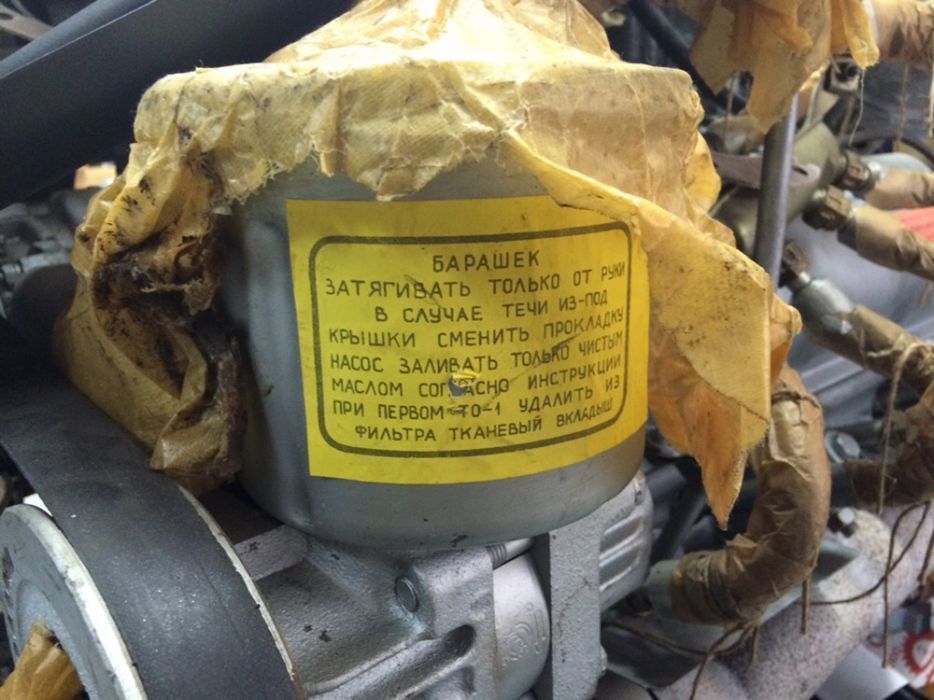 БАРАШЕК
ЗАТЯГИВАТЬ ТОЛЬКО ОТ РУКИ
В СЛУЧАЕ ТЕЧИ ИЗ-ПОД
КРЫШКИ СМЕНИТЬ ПРОКЛАДКУ
НАСОС ЗАЛИВАТЬ ТОЛЬКО ЧИСТЫМ
МАСЛОМ СОГЛАСНО ИНСТРУКЦИИ
ПРИ ПЕРВОМ ТО-1 УДАЛИТЬ ИЗ
ФИЛЬТРА ТКАНЕВЫЙ ВКЛАДЫШ